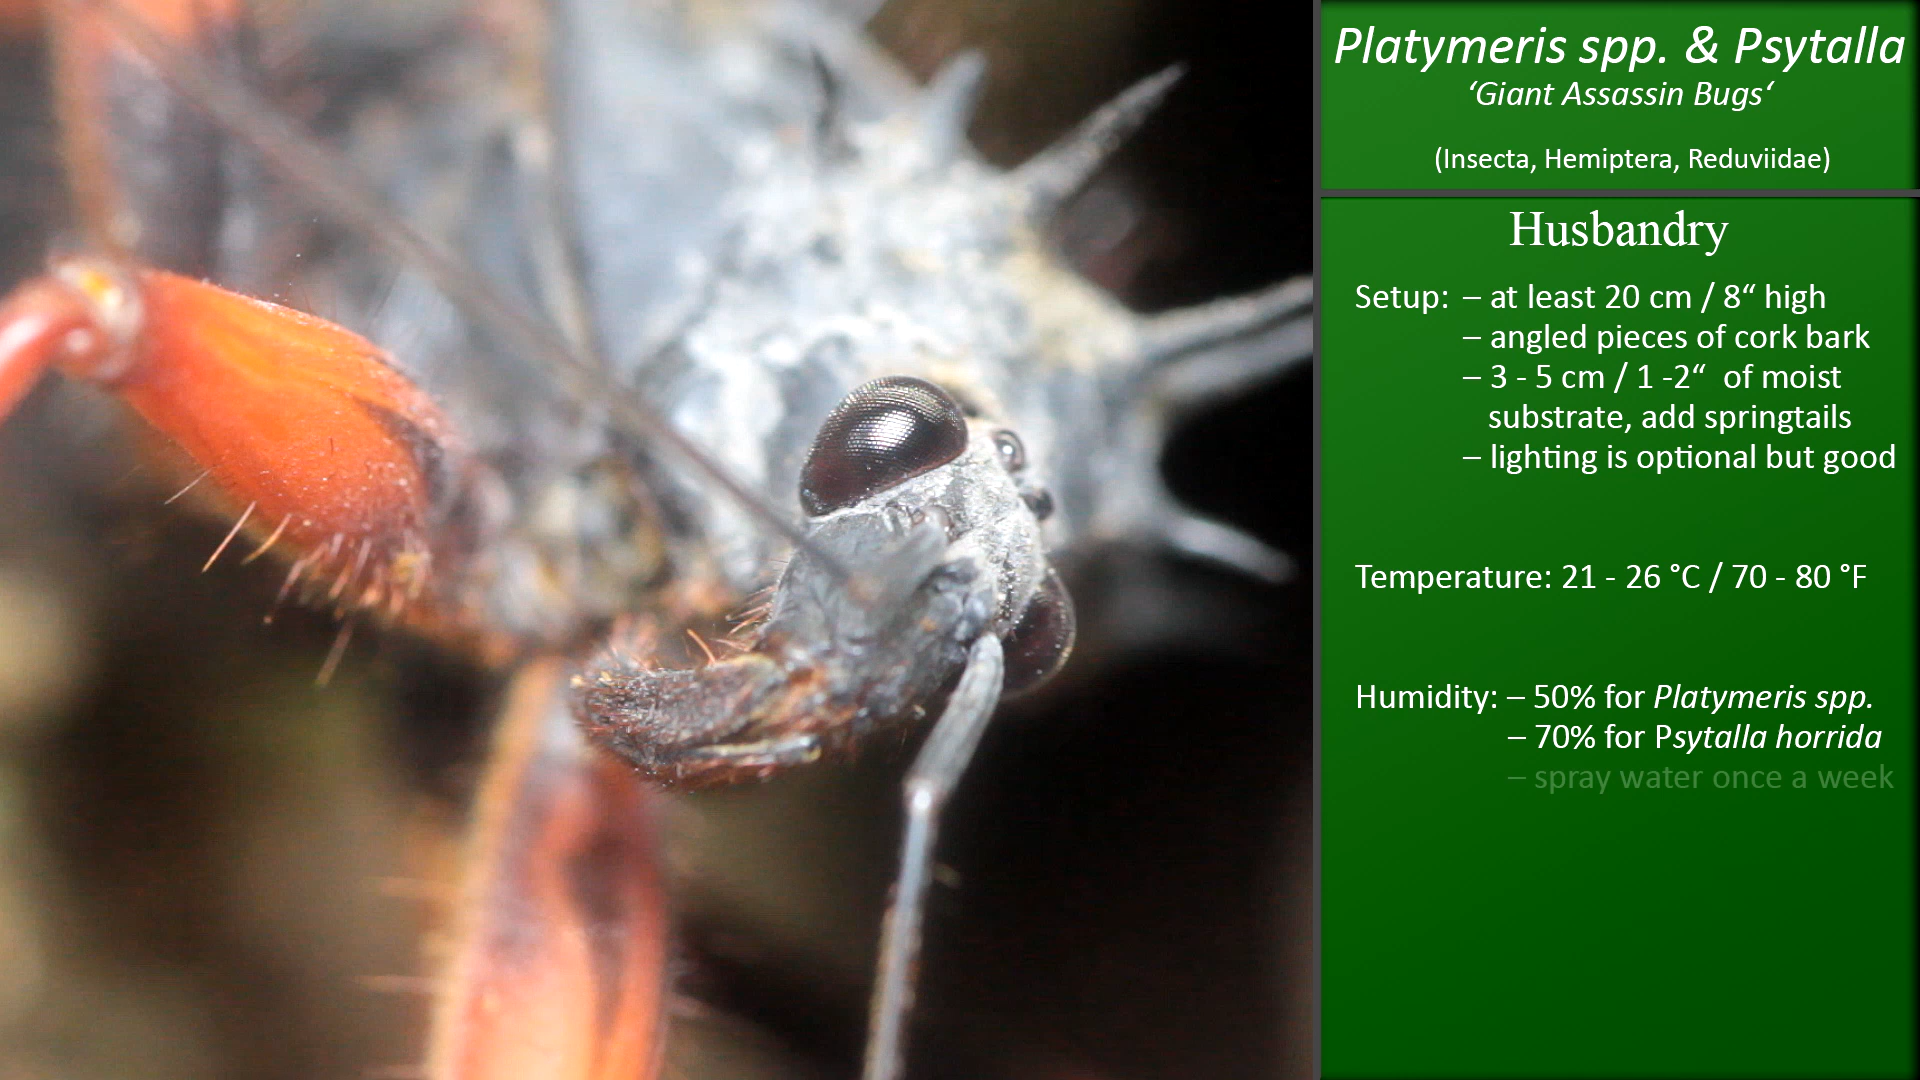 Platymeris spp. & Psytalla
‘Giant Assassin Bugs‘
(Insecta, Hemiptera, Reduviidae)
Husbandry
Setup: – at least 20 cm / 8“ high
– angled pieces of cork bark
– 3 - 5 cm / 1 -2“ of moist
substrate, add springtails
– lighting is optional but good
Temperature: 21 - 26 °C / 70 - 80 °F
Humidity: – 50% for Platymeris spp.
– 70% for Psytalla horrida
– spray water once a week